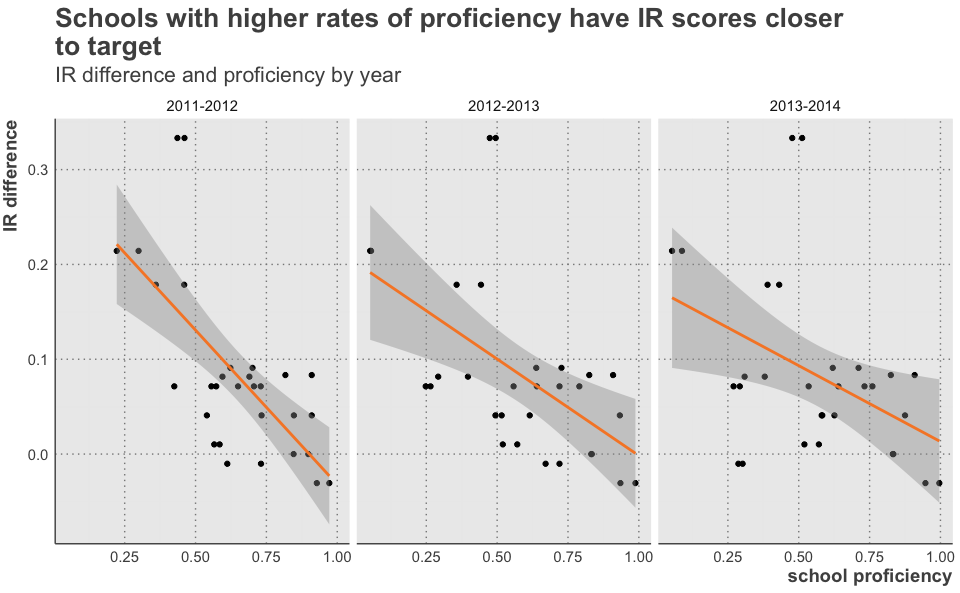 Schools with higher rates of proficiency have IR scores closer
to target
IR difference and proficiency by year
2011-2012
2012-2013
2013-2014
IR difference
0.3
0.2
0.1
0.0
0.25 0.50 0.75 1.00
0.25 0.50 0.75 1.00
0.25 0.50 0.75 1.00
school proficiency